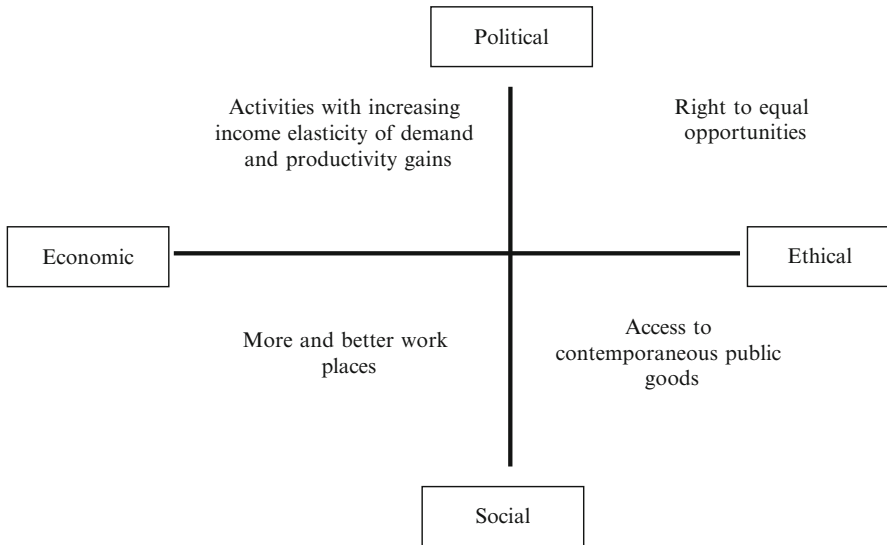 Political
Activities with increasing
income elasticity of demand
and productivity gains
Right to equal
opportunities
Economic
Ethical
More and better work
places
Access to
contemporaneous public
goods
Social